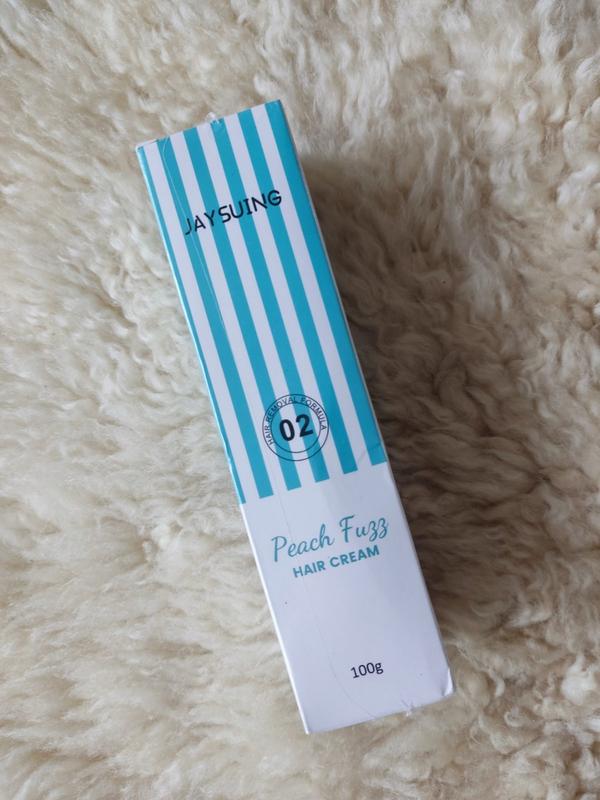 JAYSUING
HAIR REMOVAL FORMULA
02
Peach Fuzz
HAIR CREAM
100g